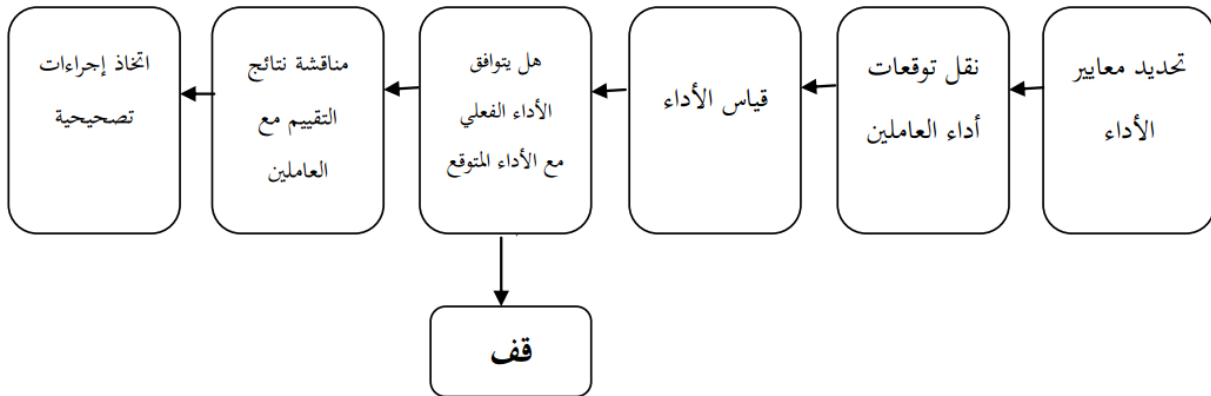 تحديد معايير
الأداء
نقل توقعات
أداء العاملين
قياس الأداء
هل يتوافق
الأداء الفعلي
مع الأداء المتوقع
مناقشة نتائج
التقييم مع
العاملين
اتخاذ إجراءات
تصحيحية
قف